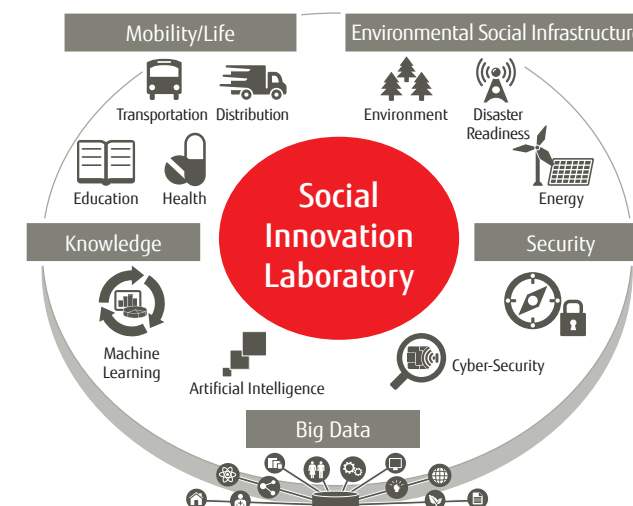 Mobility/Life
Environmental Social Infrastructure
Transportation
Distribution
Environment
Disaster
Readiness
Education
Health
Energy
Social
Innovation
Laboratory
Knowledge
Security
Machine
Learning
Artificial Intelligence
Cyber-Security
Big Data